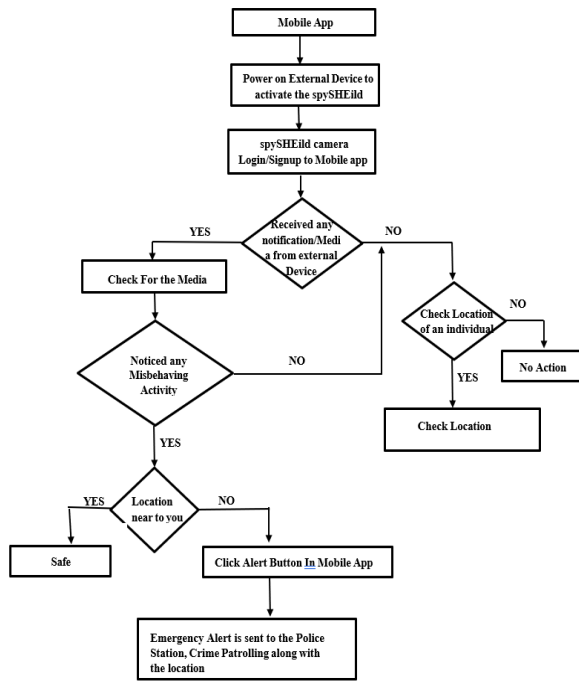 Mobile App
Power on External Device to
activate the spySHEild
spySHEild camera
Login/Signup to Mobile app
Received any
notification/Medi
a from external
Device
YES
NO
Check For the Media
Check Location
of an individual
NO
No Action
YES
Check Location
Noticed any
Misbehaving
Activity
NO
YES
Location
near to you
YES
NO
Safe
Click Alert Button In Mobile App
Emergency Alert is sent to the Police
Station, Crime Patrolling along with
the location